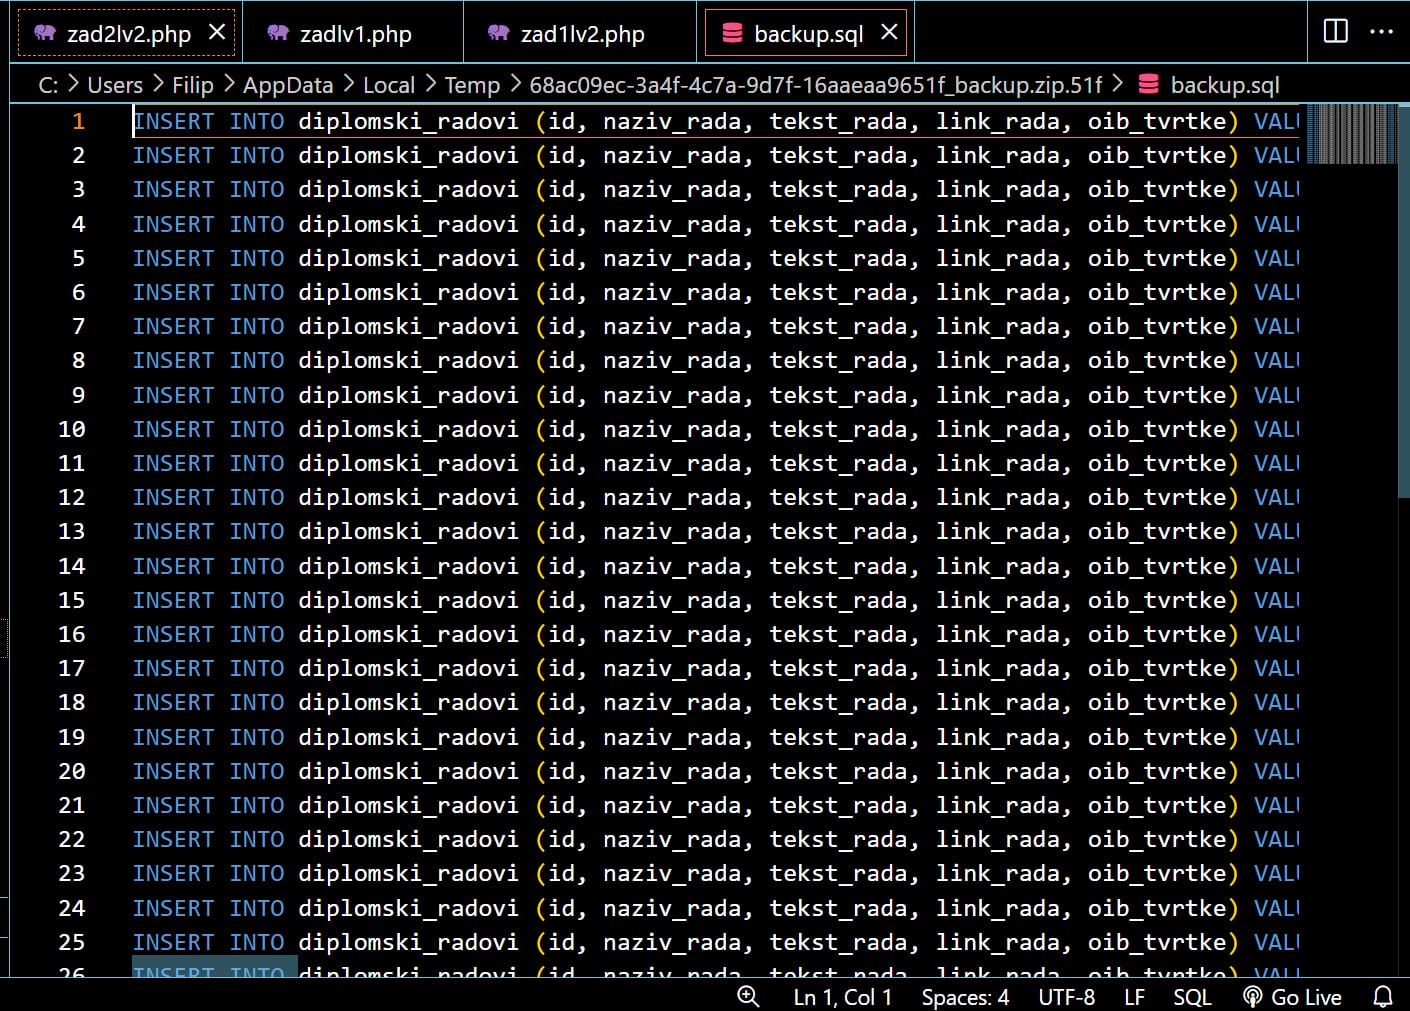 zad2lv2.php zadlv1.php zad1lv2.php backup.sql
C: > Users > Filip > AppData > Local > Temp > 68ac09ec-3a4f-4c7a-9d7f-16aaeaa9651f_backup.zip.51f > backup.sql
1 INSERT INTO diplomski_radovi (id, naziv_rada, tekst_rada, link_rada, oib_tvrtke) VALU
2 INSERT INTO diplomski_radovi (id, naziv_rada, tekst_rada, link_rada, oib_tvrtke) VALU
3 INSERT INTO diplomski_radovi (id, naziv_rada, tekst_rada, link_rada, oib_tvrtke) VALU
4 INSERT INTO diplomski_radovi (id, naziv_rada, tekst_rada, link_rada, oib_tvrtke) VALU
5 INSERT INTO diplomski_radovi (id, naziv_rada, tekst_rada, link_rada, oib_tvrtke) VALU
6 INSERT INTO diplomski_radovi (id, naziv_rada, tekst_rada, link_rada, oib_tvrtke) VALU
7 INSERT INTO diplomski_radovi (id, naziv_rada, tekst_rada, link_rada, oib_tvrtke) VALU
8 INSERT INTO diplomski_radovi (id, naziv_rada, tekst_rada, link_rada, oib_tvrtke) VALU
9 INSERT INTO diplomski_radovi (id, naziv_rada, tekst_rada, link_rada, oib_tvrtke) VALU
10 INSERT INTO diplomski_radovi (id, naziv_rada, tekst_rada, link_rada, oib_tvrtke) VALU
11 INSERT INTO diplomski_radovi (id, naziv_rada, tekst_rada, link_rada, oib_tvrtke) VALU
12 INSERT INTO diplomski_radovi (id, naziv_rada, tekst_rada, link_rada, oib_tvrtke) VALU
13 INSERT INTO diplomski_radovi (id, naziv_rada, tekst_rada, link_rada, oib_tvrtke) VALU
14 INSERT INTO diplomski_radovi (id, naziv_rada, tekst_rada, link_rada, oib_tvrtke) VALU
15 INSERT INTO diplomski_radovi (id, naziv_rada, tekst_rada, link_rada, oib_tvrtke) VALU
16 INSERT INTO diplomski_radovi (id, naziv_rada, tekst_rada, link_rada, oib_tvrtke) VALU
17 INSERT INTO diplomski_radovi (id, naziv_rada, tekst_rada, link_rada, oib_tvrtke) VALU
18 INSERT INTO diplomski_radovi (id, naziv_rada, tekst_rada, link_rada, oib_tvrtke) VALU
19 INSERT INTO diplomski_radovi (id, naziv_rada, tekst_rada, link_rada, oib_tvrtke) VALU
20 INSERT INTO diplomski_radovi (id, naziv_rada, tekst_rada, link_rada, oib_tvrtke) VALU
21 INSERT INTO diplomski_radovi (id, naziv_rada, tekst_rada, link_rada, oib_tvrtke) VALU
22 INSERT INTO diplomski_radovi (id, naziv_rada, tekst_rada, link_rada, oib_tvrtke) VALU
23 INSERT INTO diplomski_radovi (id, naziv_rada, tekst_rada, link_rada, oib_tvrtke) VALU
24 INSERT INTO diplomski_radovi (id, naziv_rada, tekst_rada, link_rada, oib_tvrtke) VALU
25 INSERT INTO diplomski_radovi (id, naziv_rada, tekst_rada, link_rada, oib_tvrtke) VALU
26 INSERT INTO diplomski_radovi (id, naziv_rada, tekst_rada, link_rada, oib_tvrtke) VALU
Ln 1, Col 1 Spaces: 4 UTF-8 LF SQL Go Live